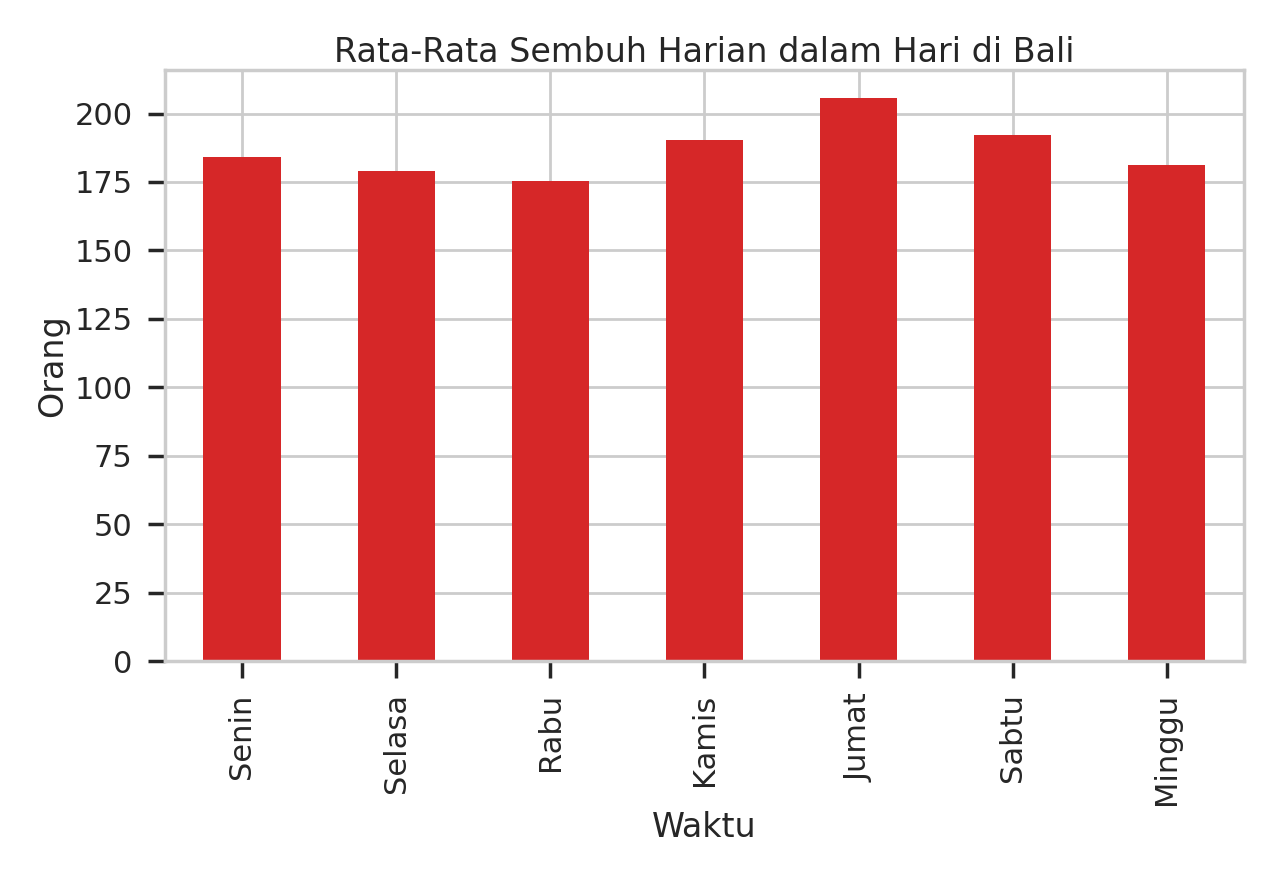 Rata-Rata Sembuh Harian dalam Hari di Bali
Orang
200
175
150
125
100
75
50
25
0
Senin
Selasa
Rabu
Kamis
Jumat
Sabtu
Minggu
Waktu